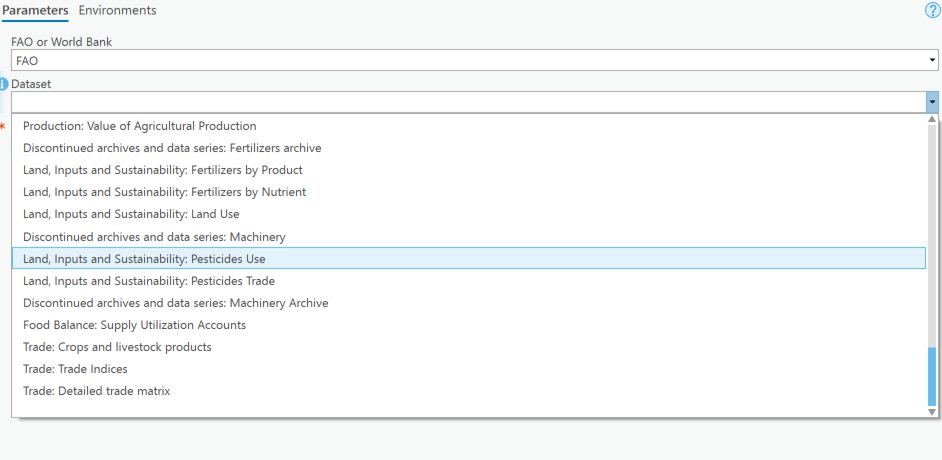 Parameters Environments
?
FAO or World Bank
FAO
i Dataset
*
Production: Value of Agricultural Production
Discontinued archives and data series: Fertilizers archive
Land, Inputs and Sustainability: Fertilizers by Product
Land, Inputs and Sustainability: Fertilizers by Nutrient
Land, Inputs and Sustainability: Land Use
Discontinued archives and data series: Machinery
Land, Inputs and Sustainability: Pesticides Use
Land, Inputs and Sustainability: Pesticides Trade
Discontinued archives and data series: Machinery Archive
Food Balance: Supply Utilization Accounts
Trade: Crops and livestock products
Trade: Trade Indices
Trade: Detailed trade matrix